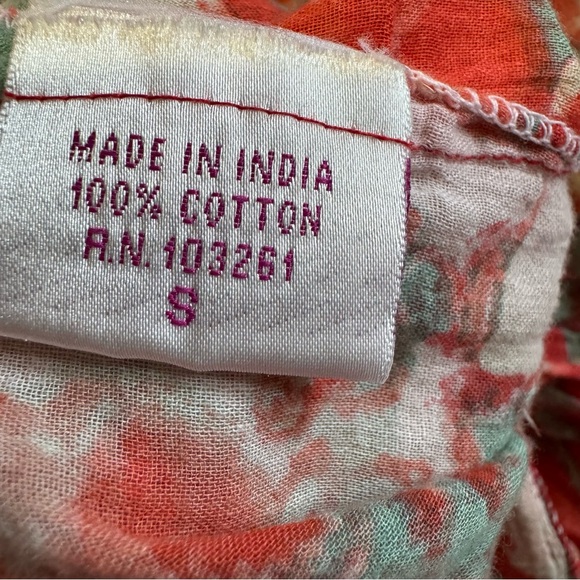 MADE IN INDIA
100% COTTON
R.N. 103261
S